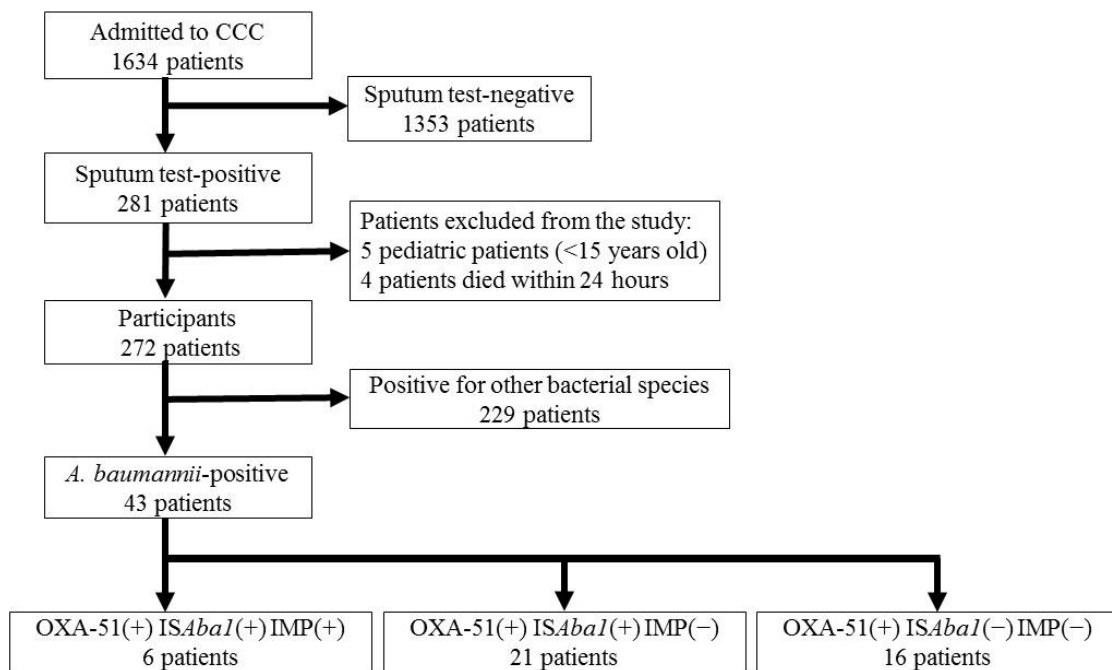 Admitted to CCC
1634 patients
Sputum test-negative
1353 patients
Sputum test-positive
281 patients
Patients excluded from the study:
5 pediatric patients (<15 years old)
4 patients died within 24 hours
Participants
272 patients
Positive for other bacterial species
229 patients
A. baumannii-positive
43 patients
OXA-51(+) ISAba1(+) IMP(+)
6 patients
OXA-51(+) ISAba1(+) IMP(−)
21 patients
OXA-51(+) ISAba1(−) IMP(−)
16 patients